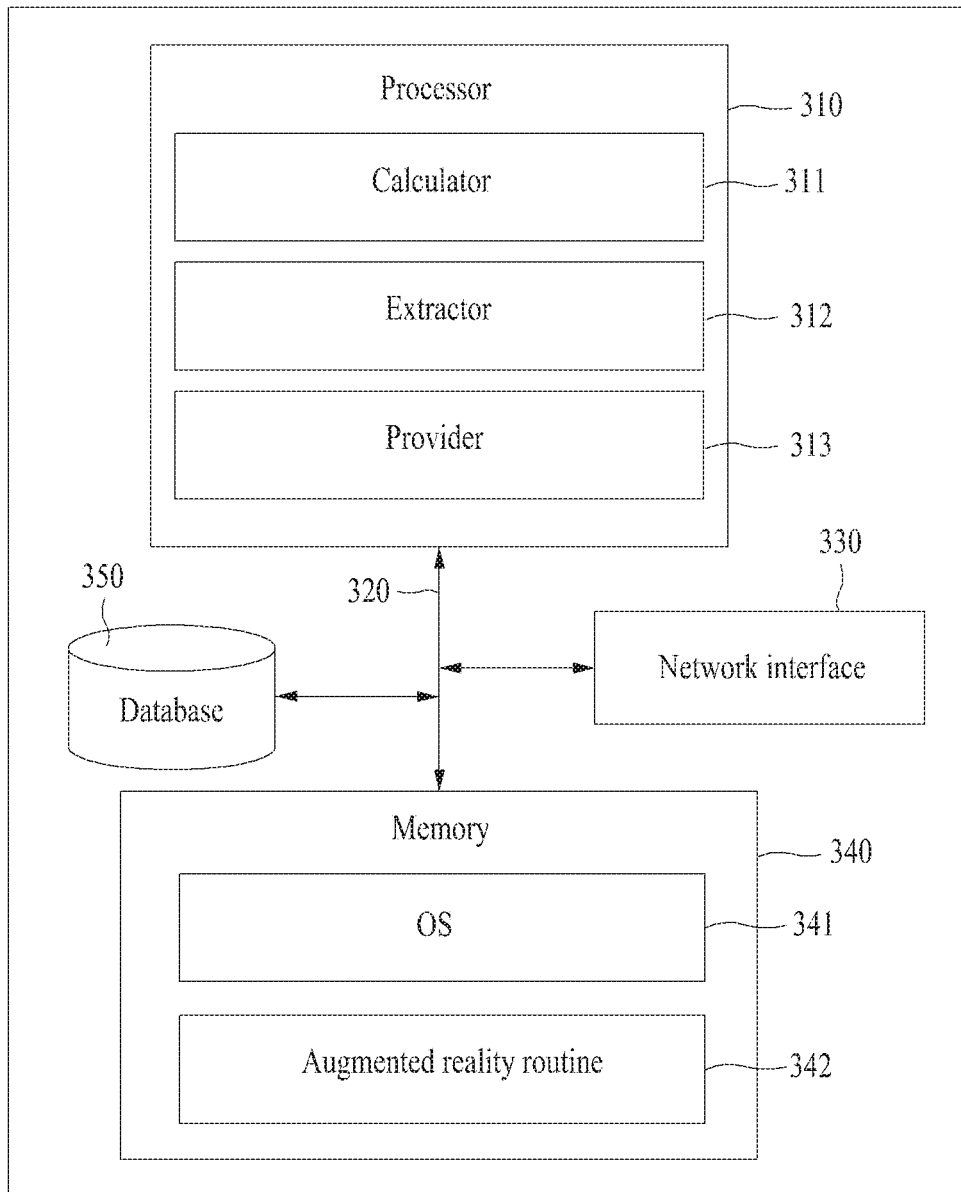 Processor
310
Calculator
311
Extractor
312
Provider
313
350
320
330
Database
Network interface
Memory
340
OS
341
Augmented reality routine
342